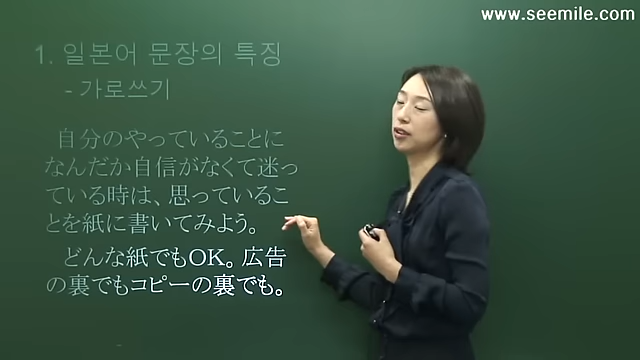 www.seemile.com
1. 일본어 문장의 특징
- 가로쓰기
自分のやっていることに
なんだか自信がなくて迷っ
ている時は、思っているこ
とを紙に書いてみよう。
どんな紙でもOK。広告
の裏でもコピーの裏でも。